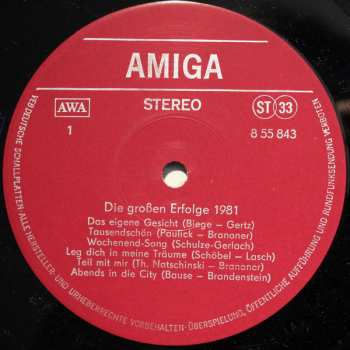 AMIGA
AWA
STEREO
ST 33
1
8 55 843
Die großen Erfolge 1981
Das eigene Gesicht (Biege – Gertz)
Tausendschön (Paulick – Branoner)
Wochenend-Song (Schulze-Gerlach)
Leg dich in meine Träume (Schöbel – Lasch)
Teil mit mir (Th. Natschinski – Branoner)
Abends in die City (Bause – Brandenstein)
VEB DEUTSCHE SCHALLPLATTEN · ALLE HERSTELLER- UND URHEBERRECHTE VORBEHALTEN · ÜBERSPIELUNG, ÖFFENTLICHE AUFFÜHRUNG UND RUNDFUNKSENDUNG VERBOTEN